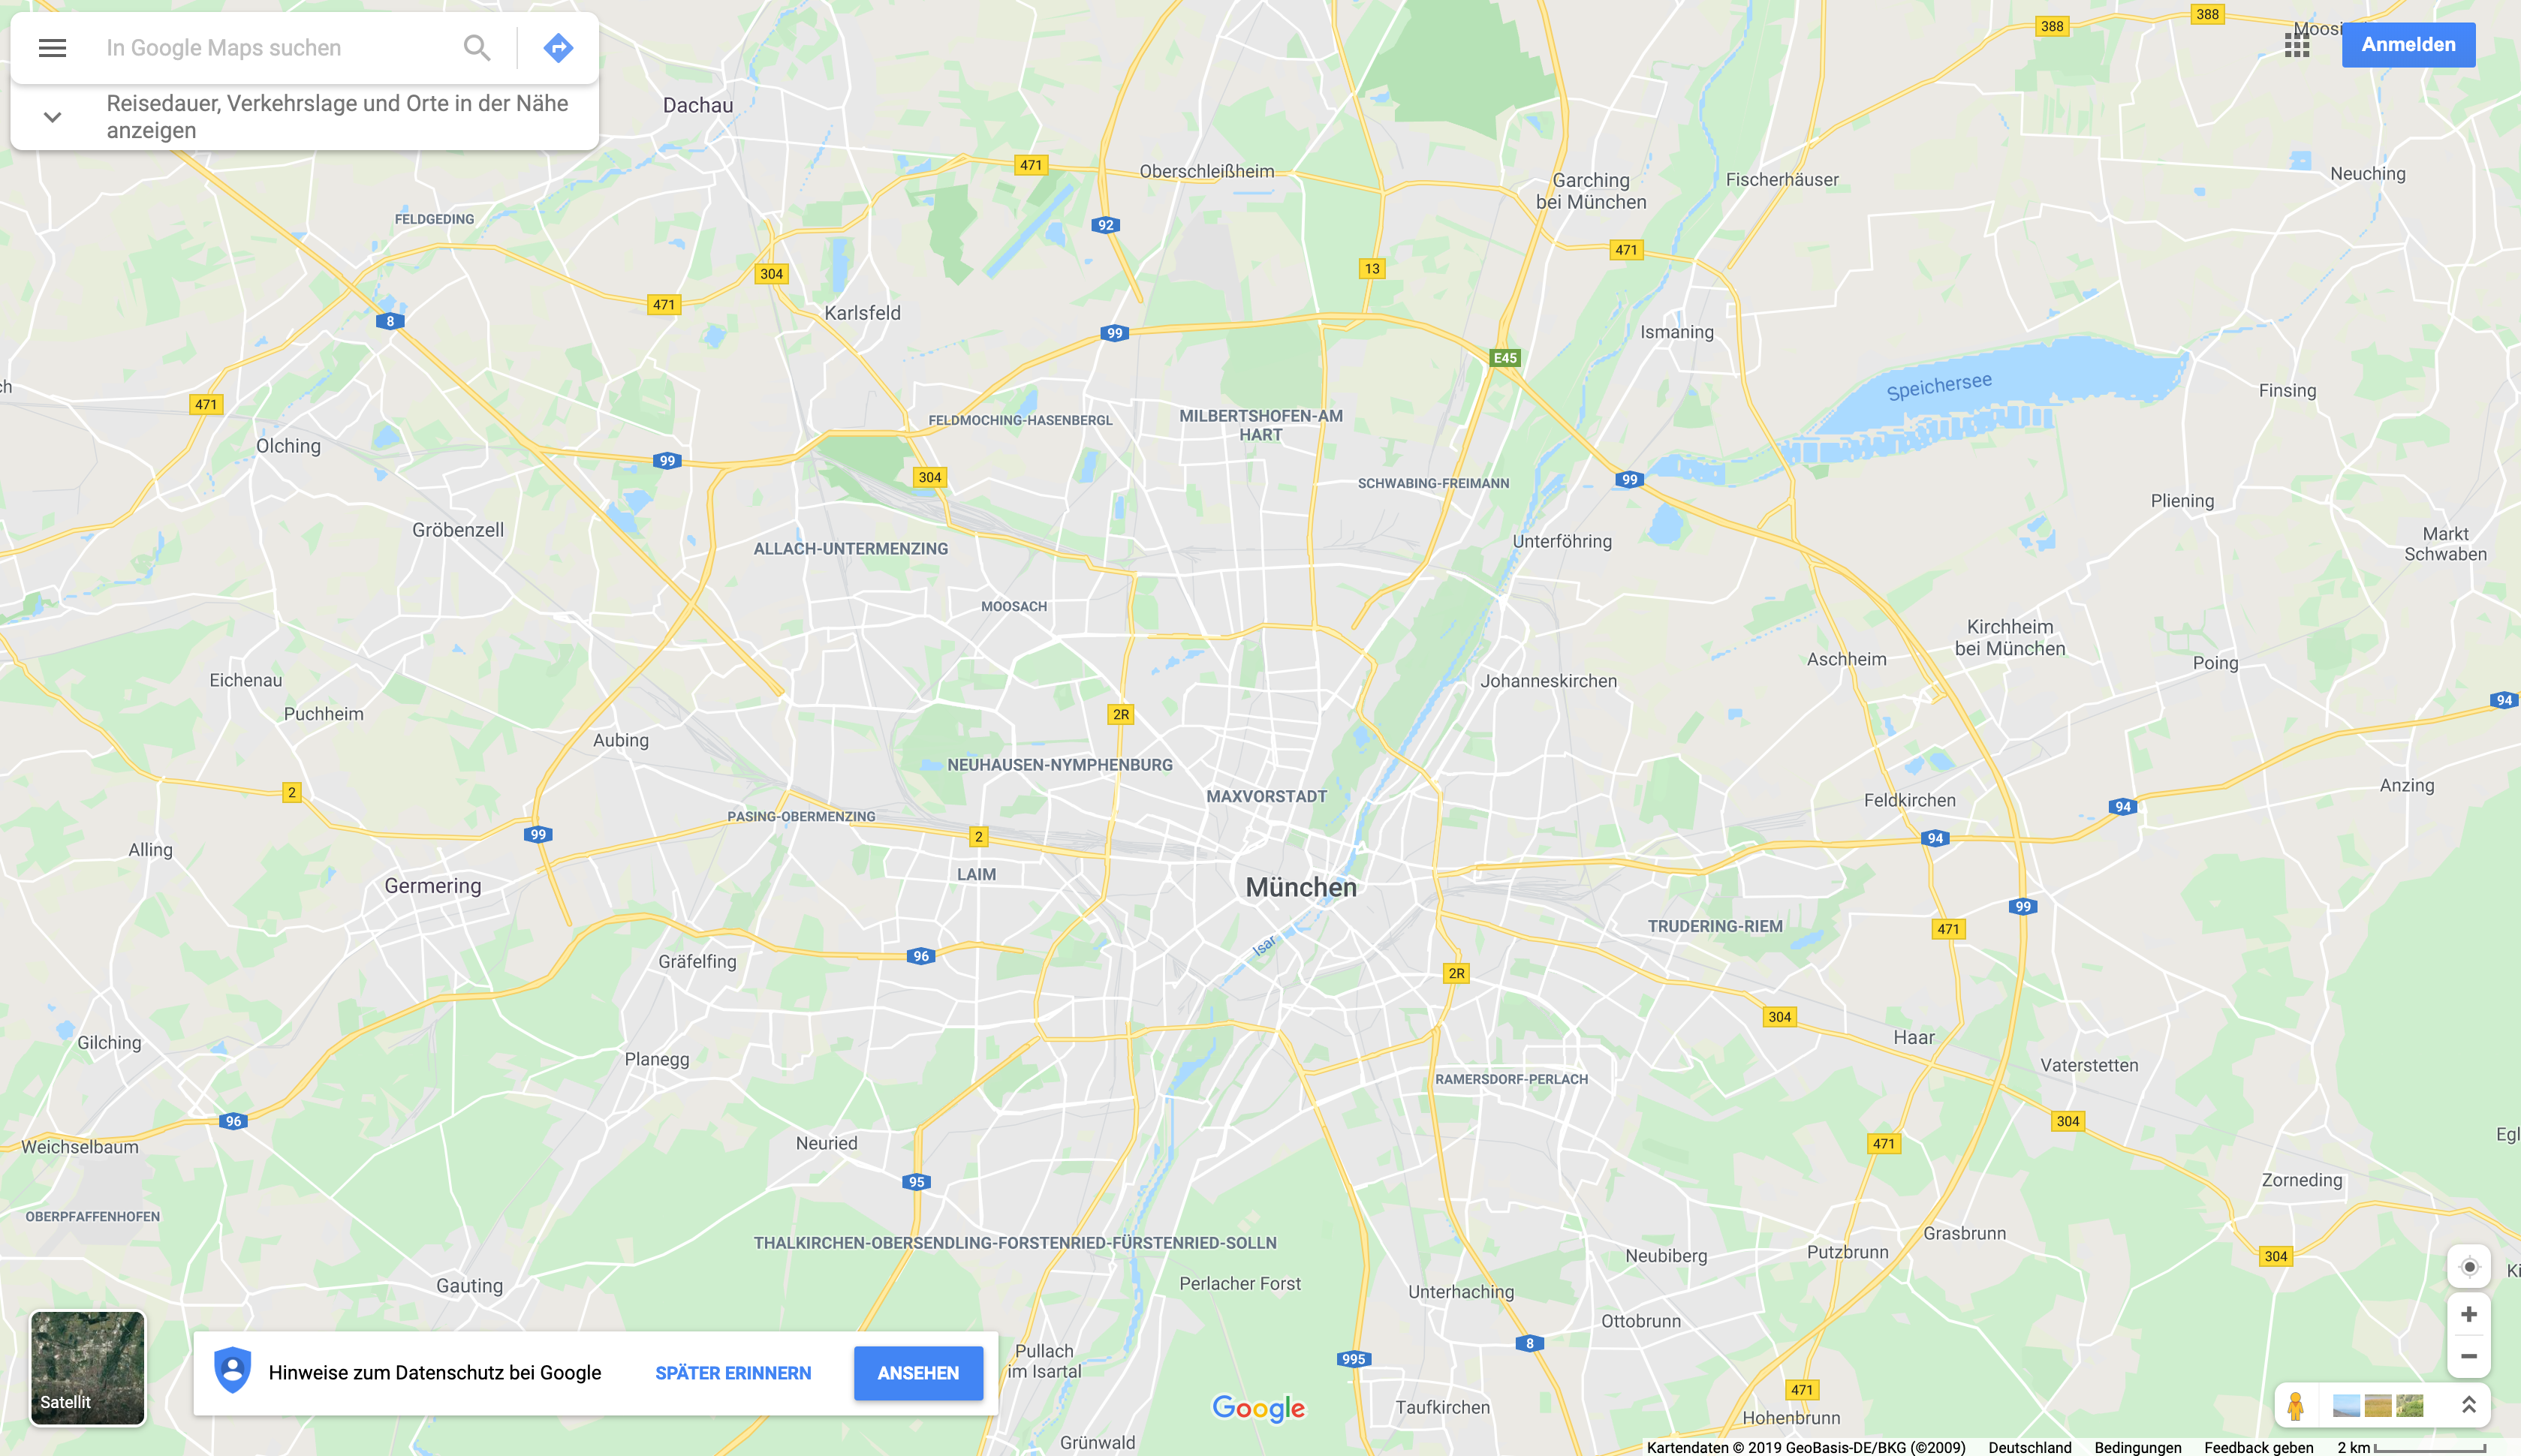 In Google Maps suchen
Reisedauer, Verkehrslage und Orte in der Nähe
anzeigen
388
388
Moosi
Anmelden
Dachau
471
Oberschleißheim
Garching
bei München
Fischerhäuser
Neuching
FELDGEDING
92
471
304
13
471
8
Karlsfeld
99
Ismaning
E45
ch
471
Speichersee
Finsing
Olching
FELDMOCHING-HASENBERGL
MILBERTSHOFEN-AM
HART
99
304
SCHWABING-FREIMANN
99
Pliening
Gröbenzell
ALLACH-UNTERMENZING
Unterföhring
Markt
Schwaben
MOOSACH
Kirchheim
bei München
Aschheim
Poing
Eichenau
Johanneskirchen
94
Puchheim
2R
Aubing
NEUHAUSEN-NYMPHENBURG
2
MAXVORSTADT
Feldkirchen
94
Anzing
PASING-OBERMENZING
99
2
94
Alling
LAIM
Germering
München
99
TRUDERING-RIEM
471
Isar
96
Gräfelfing
2R
304
Gilching
Haar
Planegg
Vaterstetten
RAMERSDORF-PERLACH
96
304
Weichselbaum
Neuried
471
Egl
95
Zorneding
OBERPFAFFENHOFEN
THALKIRCHEN-OBERSENDLING-FORSTENRIED-FÜRSTENRIED-SOLLN
Grasbrunn
Neubiberg
Putzbrunn
304
Ki
Gauting
Perlacher Forst
Unterhaching
Ottobrunn
8
Pullach
im Isartal
995
471
Satellit
Hinweise zum Datenschutz bei Google
SPÄTER ERINNERN
ANSEHEN
Google
Taufkirchen
Hohenbrunn
Grünwald
Kartendaten © 2019 GeoBasis-DE/BKG (©2009) Deutschland Bedingungen Feedback geben 2 km